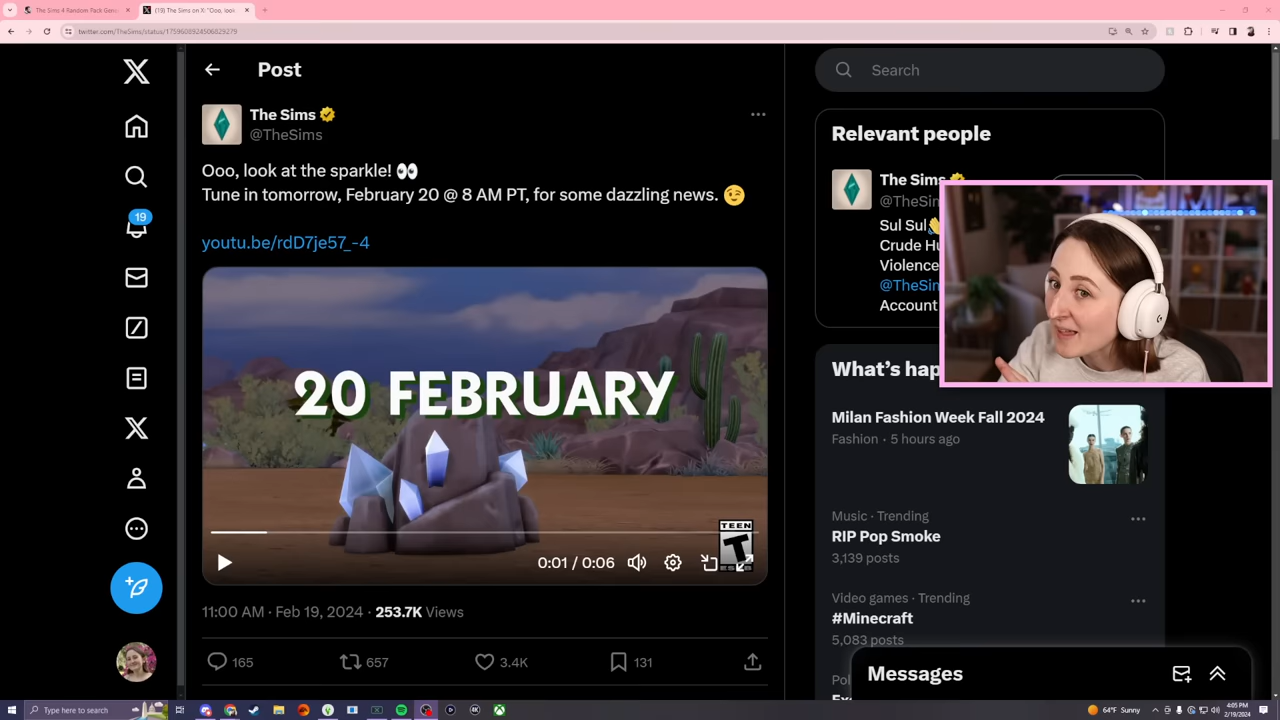 The Sims 4 Random Pack Gene
(19) The Sims on X: "Ooo, look
twitter.com/TheSims/status/1759608924506829279
Post
The Sims
@TheSims
Ooo, look at the sparkle! 👀
Tune in tomorrow, February 20 @ 8 AM PT, for some dazzling news. 😉
youtu.be/rdD7je57_-4
20 FEBRUARY
TEEN
T
ESRB
0:01 / 0:06
11:00 AM · Feb 19, 2024 · 253.7K Views
165
657
3.4K
131
19
Search
Relevant people
The Sims
@TheSim
Sul Sul
Crude Hu
Violence
@TheSim
Account
What's hap
Milan Fashion Week Fall 2024
Fashion · 5 hours ago
Music · Trending
RIP Pop Smoke
3,139 posts
Video games · Trending
#Minecraft
5,083 posts
Messages
Type here to search
64°F Sunny
4:05 PM
2/19/2024